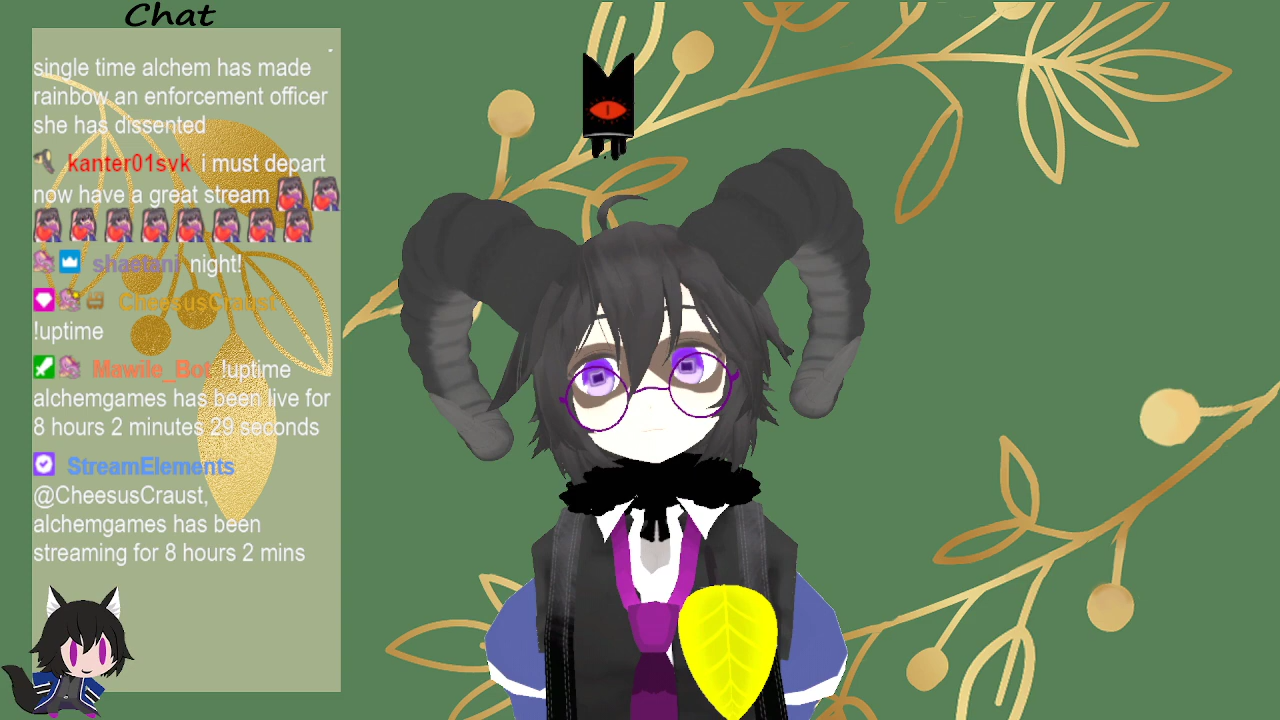 Chat
single time alchem has made
rainbow an enforcement officer
she has dissented
kanter01svk i must depart
now have a great stream
shaetani night!
CheesusCraust
!uptime
Mawile_Bot !uptime
alchemgames has been live for
8 hours 2 minutes 29 seconds
StreamElements
@CheesusCraust,
alchemgames has been
streaming for 8 hours 2 mins